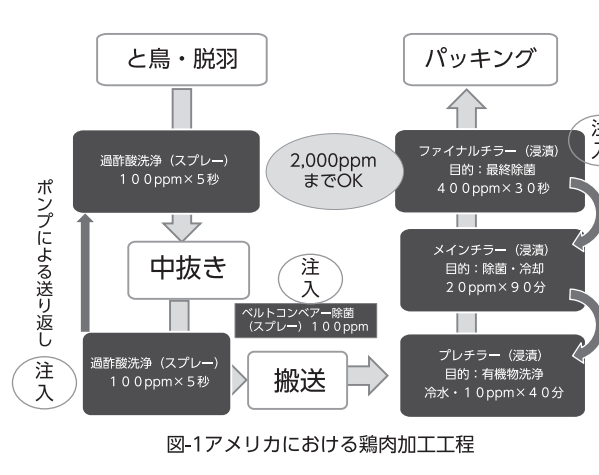 と鳥・脱羽
過酢酸洗浄（スプレー）
１００ppm×５秒
ポンプによる送り返し
中抜き
注
入
過酢酸洗浄（スプレー）
１００ppm×５秒
注
入
ベルトコンベアー除菌
（スプレー）１００ppm
搬送
プレチラー（浸漬）
目的：有機物洗浄
冷水・１０ppm×４０分
メインチラー（浸漬）
目的：除菌・冷却
２０ppm×９０分
2,000ppm
までOK
ファイナルチラー（浸漬）
目的：最終除菌
４００ppm×３０秒
注
入
パッキング
図-1アメリカにおける鶏肉加工工程